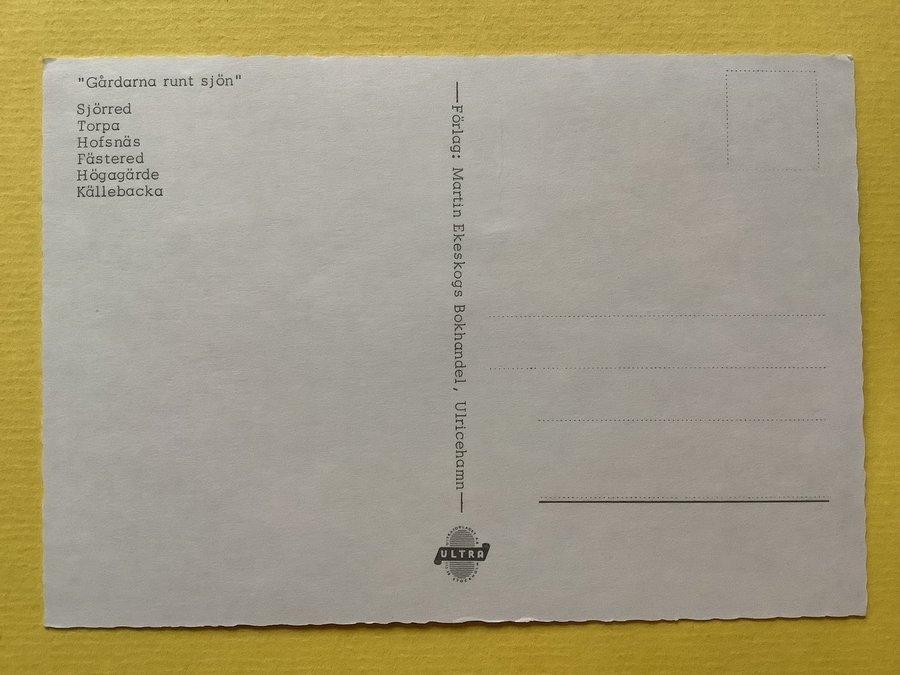 "Gårdarna runt sjön"
Sjörred
Torpa
Hofsnäs
Fästered
Högagärde
Källebacka
Förlag: Martin Ekeskogs Bokhandel, Ulricehamn
ULTRA